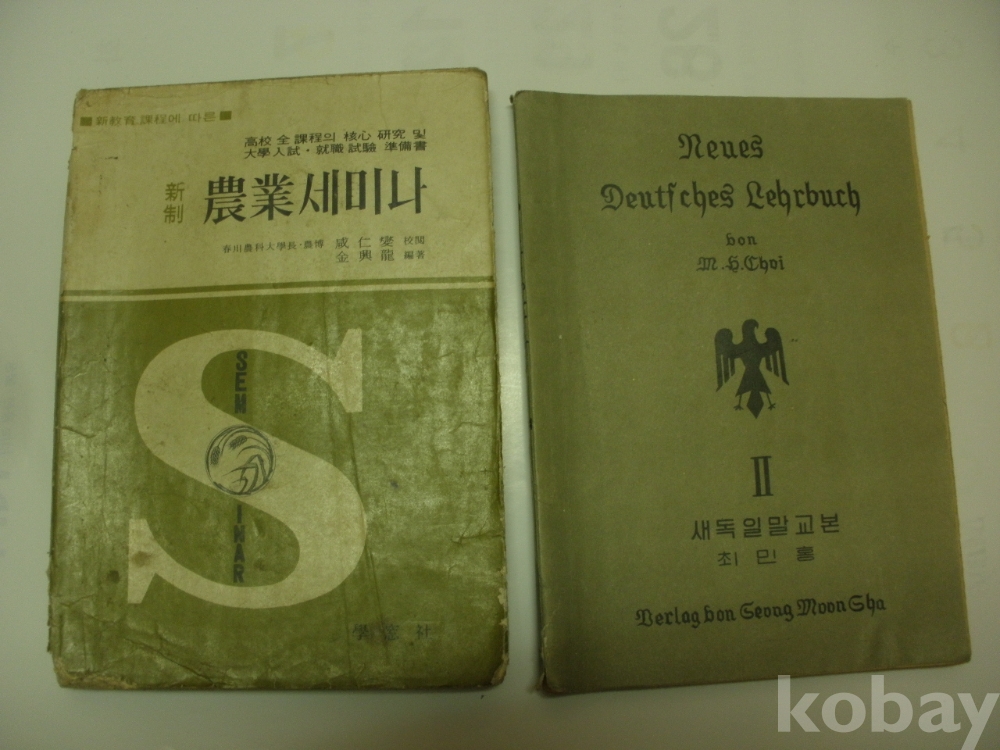 ■新敎育課程에 따른■
高校 全 課程의 核心 研究 및
大學入試·就職試驗 準備書
新制 農業세미나
春川農科大學長·農博 咸仁燮 校閱
金興龍 編著
SEMINAR
學 社
Neues
Deutsches Lehrbuch
von
M.H.Choi
II
새독일말교본
최민홍
Verlag von Seong Moon Sha
kobay